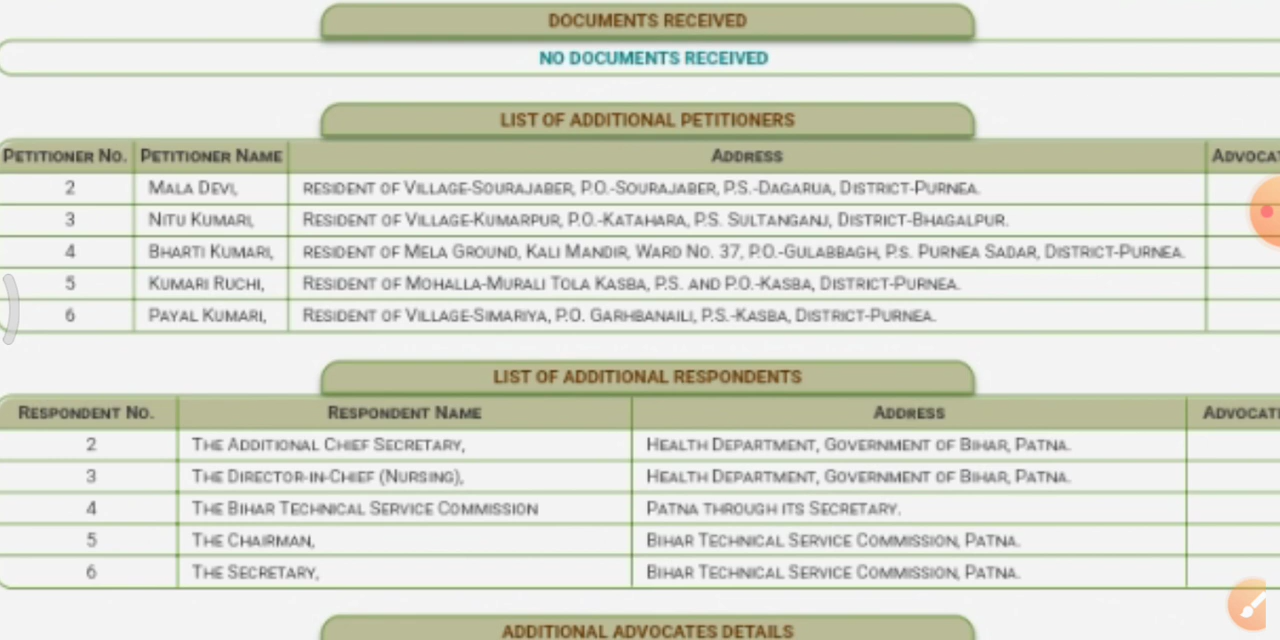 DOCUMENTS RECEIVED
NO DOCUMENTS RECEIVED
LIST OF ADDITIONAL PETITIONERS
PETITIONER NO. PETITIONER NAME ADDRESS ADVOCAT
2 MALA DEVI, RESIDENT OF VILLAGE-SOURAJABER, P.O.-SOURAJABER, P.S.-DAGARUA, DISTRICT-PURNEA.
3 NITU KUMARI, RESIDENT OF VILLAGE-KUMARPUR, P.O.-KATAHARA, P.S. SULTANGANJ, DISTRICT-BHAGALPUR.
4 BHARTI KUMARI, RESIDENT OF MELA GROUND, KALI MANDIR, WARD NO. 37, P.O.-GULABBAGH, P.S. PURNEA SADAR, DISTRICT-PURNEA.
5 KUMARI RUCHI, RESIDENT OF MOHALLA-MURALI TOLA KASBA, P.S. AND P.O.-KASBA, DISTRICT-PURNEA.
6 PAYAL KUMARI, RESIDENT OF VILLAGE-SIMARIYA, P.O. GARHBANAILI, P.S.-KASBA, DISTRICT-PURNEA.
LIST OF ADDITIONAL RESPONDENTS
RESPONDENT NO. RESPONDENT NAME ADDRESS ADVOCATE
2 THE ADDITIONAL CHIEF SECRETARY, HEALTH DEPARTMENT, GOVERNMENT OF BIHAR, PATNA.
3 THE DIRECTOR-IN-CHIEF (NURSING), HEALTH DEPARTMENT, GOVERNMENT OF BIHAR, PATNA.
4 THE BIHAR TECHNICAL SERVICE COMMISSION PATNA THROUGH ITS SECRETARY.
5 THE CHAIRMAN, BIHAR TECHNICAL SERVICE COMMISSION, PATNA.
6 THE SECRETARY, BIHAR TECHNICAL SERVICE COMMISSION, PATNA.
ADDITIONAL ADVOCATES DETAILS